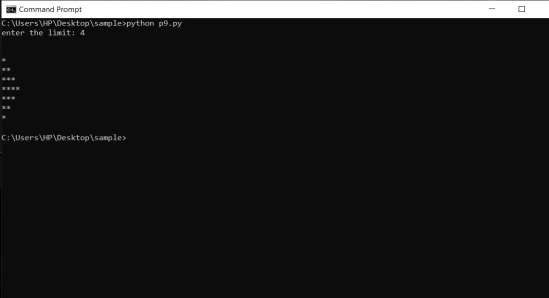 Command Prompt
C:\Users\HP\Desktop\sample>python p9.py
enter the limit: 4
*
**
***
****
***
**
*
C:\Users\HP\Desktop\sample>